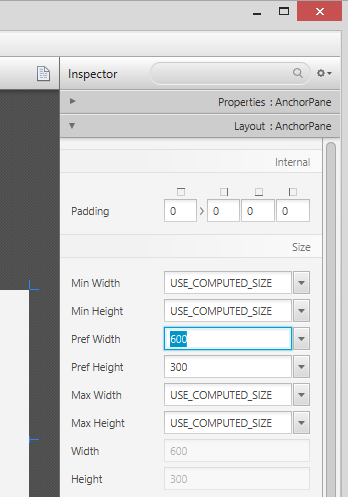 Inspector
Properties : AnchorPane
Layout : AnchorPane
Internal
Padding 0 0 0 0
Size
Min Width USE_COMPUTED_SIZE
Min Height USE_COMPUTED_SIZE
Pref Width 600
Pref Height 300
Max Width USE_COMPUTED_SIZE
Max Height USE_COMPUTED_SIZE
Width 600
Height 300